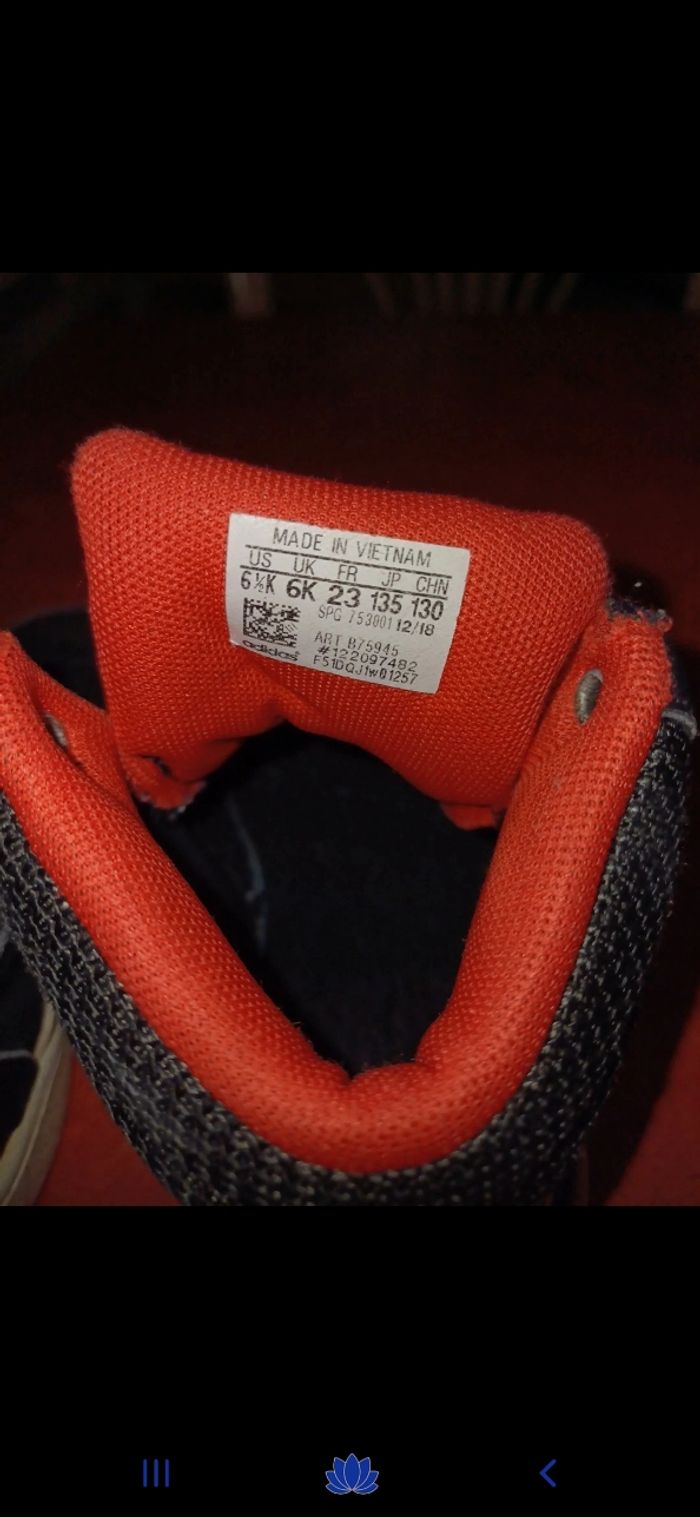 MADE IN VIETNAM
US UK FR JP CHN
6½K 6K 23 135 130
SPG 753001 12/18
ART B75945
#122097482
adidas F51DQJ1w01257